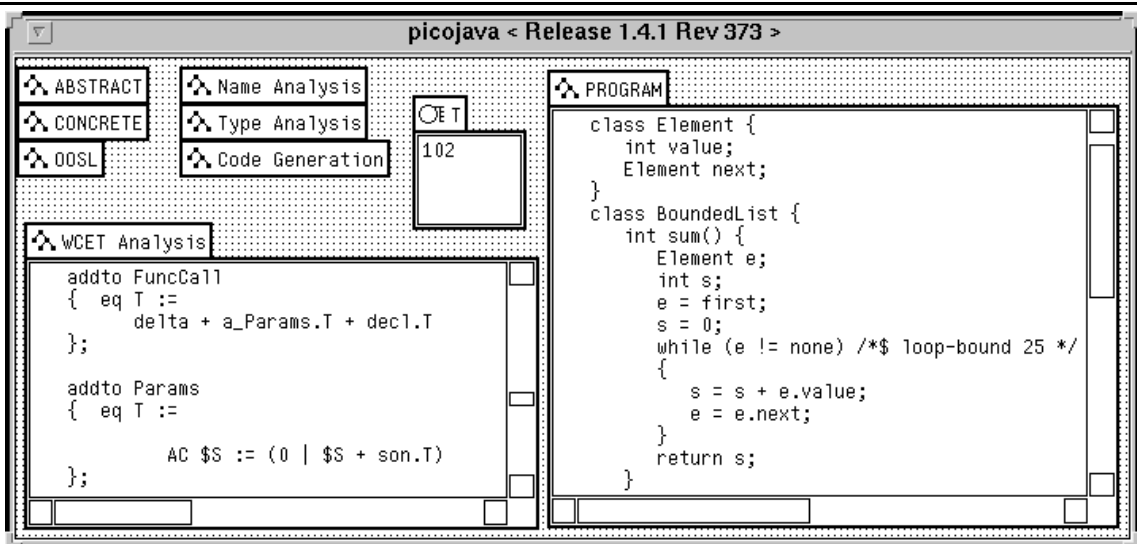 picojava < Release 1.4.1 Rev 373 >
ABSTRACT
CONCRETE
OOSL
Name Analysis
Type Analysis
Code Generation
T
102
WCET Analysis
addto FuncCall
{ eq T :=
delta + a_Params.T + decl.T
};
addto Params
{ eq T :=
AC $S := (0 | $S + son.T)
};
PROGRAM
class Element {
int value;
Element next;
}
class BoundedList {
int sum() {
Element e;
int s;
e = first;
s = 0;
while (e != none) /*$ loop-bound 25 */
{
s = s + e.value;
e = e.next;
}
return s;
}